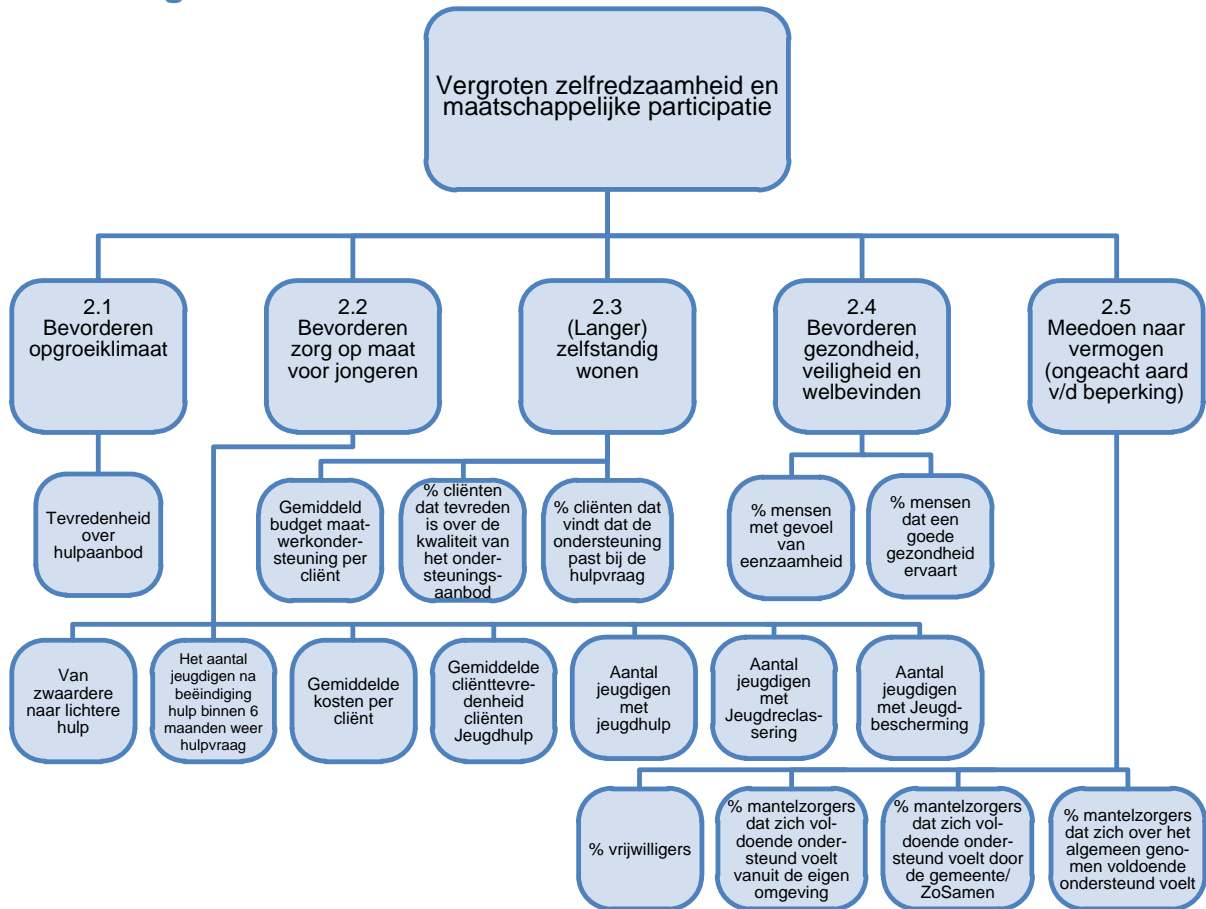 Vergroten zelfredzaamheid en
maatschappelijke participatie
2.1
Bevorderen
opgroeiklimaat
2.2
Bevorderen
zorg op maat
voor jongeren
2.3
(Langer)
zelfstandig
wonen
2.4
Bevorderen
gezondheid,
veiligheid en
welbevinden
2.5
Meedoen naar
vermogen
(ongeacht aard
v/d beperking)
Tevredenheid
over
hulpaanbod
Gemiddeld
budget maat-
werkonder-
steuning per
cliënt
% cliënten
dat tevreden
is over de
kwaliteit van
het onder-
steunings-
aanbod
% cliënten dat
vindt dat de
ondersteuning
past bij de
hulpvraag
% mensen
met gevoel
van
eenzaamheid
% mensen
dat een
goede
gezondheid
ervaart
Van
zwaardere
naar lichtere
hulp
Het aantal
jeugdigen na
beëindiging
hulp binnen 6
maanden weer
hulpvraag
Gemiddelde
kosten per
cliënt
Gemiddelde
cliënttevre-
denheid
cliënten
Jeugdhulp
Aantal
jeugdigen
met
jeugdhulp
Aantal
jeugdigen
met
Jeugdreclas-
sering
Aantal
jeugdigen
met Jeugd-
bescherming
% vrijwilligers
% mantelzorgers
dat zich vol-
doende onder-
steund voelt
vanuit de eigen
omgeving
% mantelzorgers
dat zich vol-
doende onder-
steund voelt door
de gemeente/
ZoSamen
% mantelzorgers
dat zich over het
algemeen geno-
men voldoende
ondersteund voelt